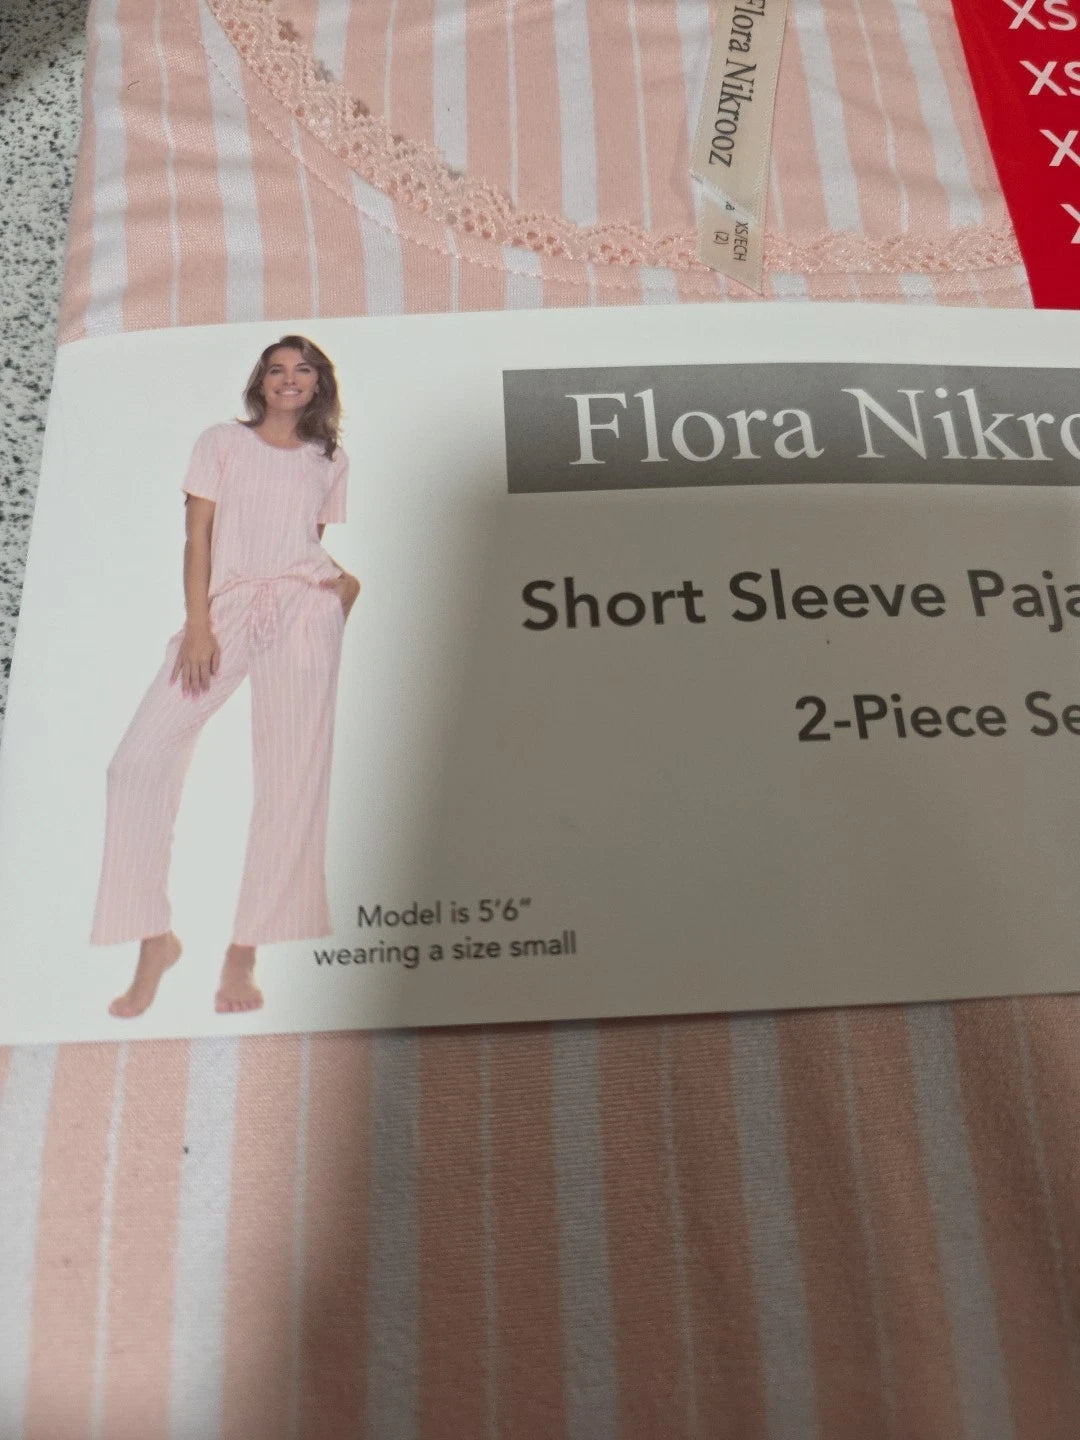 Flora Nikrooz
XS/ECH
(2)
XS
XS
X
Flora Nikro
Short Sleeve Paja
2-Piece Se
Model is 5'6"
wearing a size small